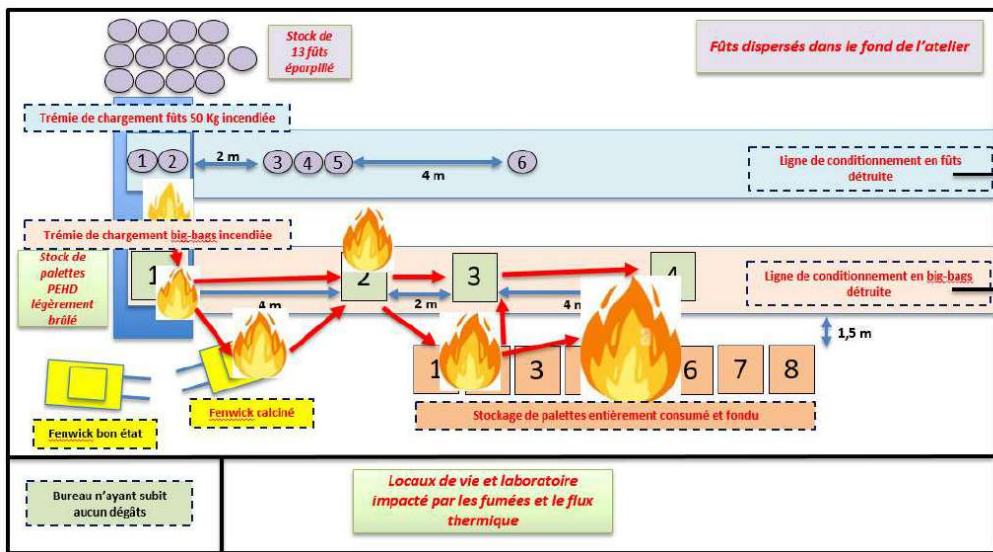 Stock de
13 fûts
éparpillé
Fûts dispersés dans le fond de l'atelier
Trémie de chargement fûts 50 Kg incendiée
1 2
2 m
3 4 5
4 m
6
Ligne de conditionnement en fûts
détruite
Trémie de chargement big-bags incendiée
Stock de
palettes
PEHD
légèrement
brûlé
1
4 m
2
2 m
3
4 m
4
Ligne de conditionnement en big-bags
détruite
1,5 m
1
3
6
7
8
Fenwick calciné
Stockage de palettes entièrement consumé et fondu
Fenwick bon état
Bureau n'ayant subit
aucun dégâts
Locaux de vie et laboratoire
impacté par les fumées et le flux
thermique